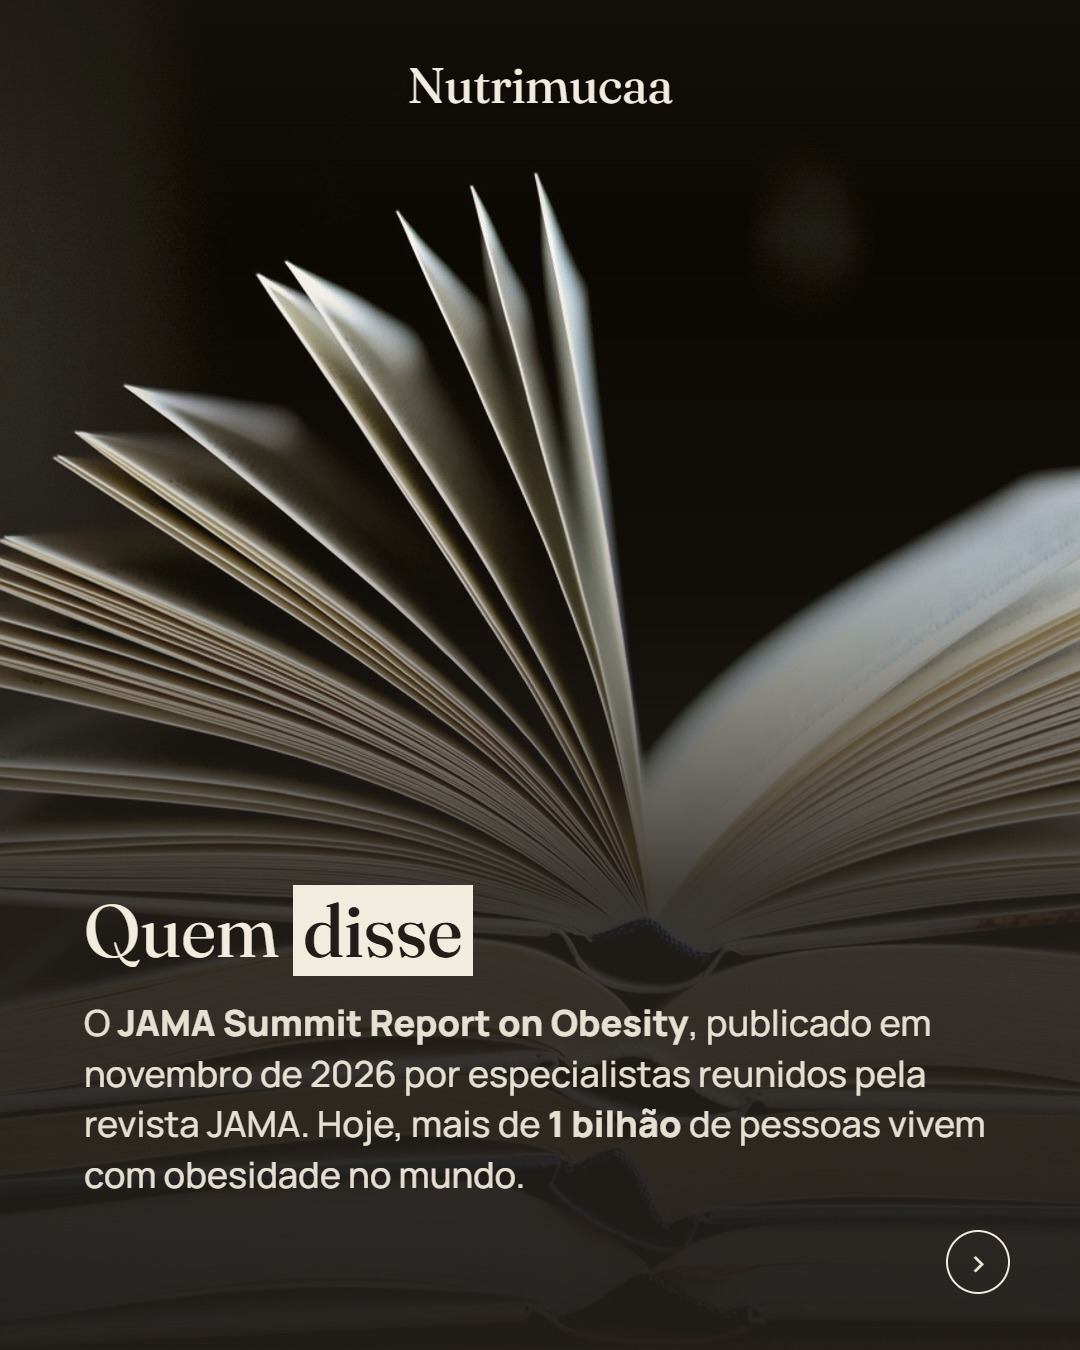 Nutrimucaa
Quem disse
O JAMA Summit Report on Obesity, publicado em
novembro de 2026 por especialistas reunidos pela
revista JAMA. Hoje, mais de 1 bilhão de pessoas vivem
com obesidade no mundo.